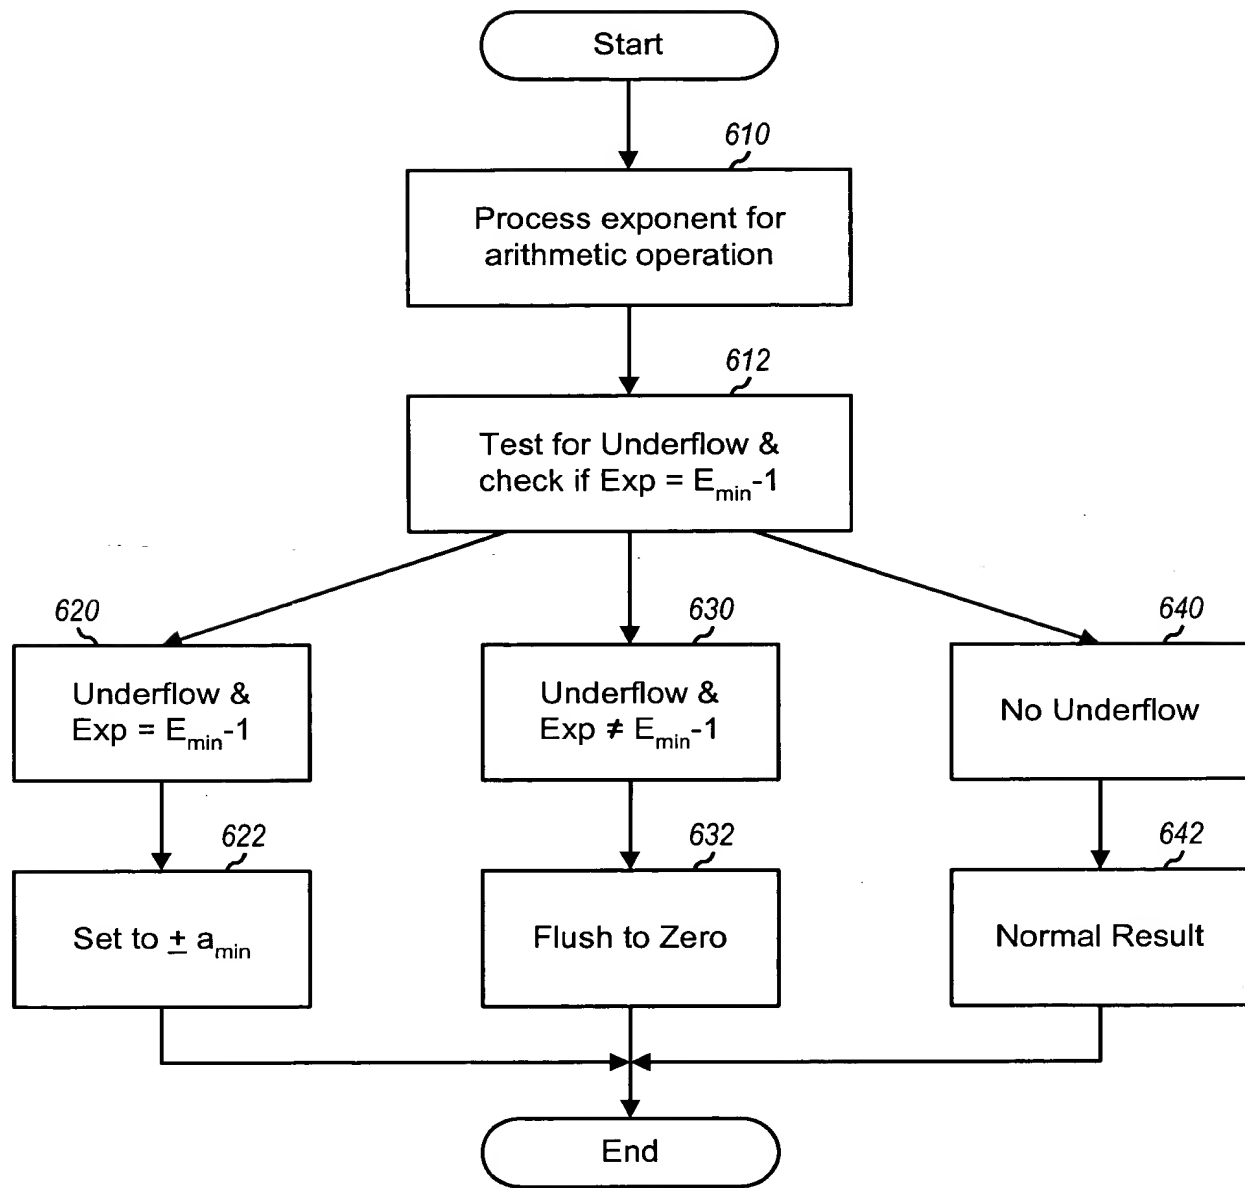 Start
610
Process exponent for
arithmetic operation
612
Test for Underflow &
check if Exp = Emin-1
620
630
640
Underflow &
Exp = Emin-1
Underflow &
Exp ≠ Emin-1
No Underflow
622
632
642
Set to ± amin
Flush to Zero
Normal Result
End